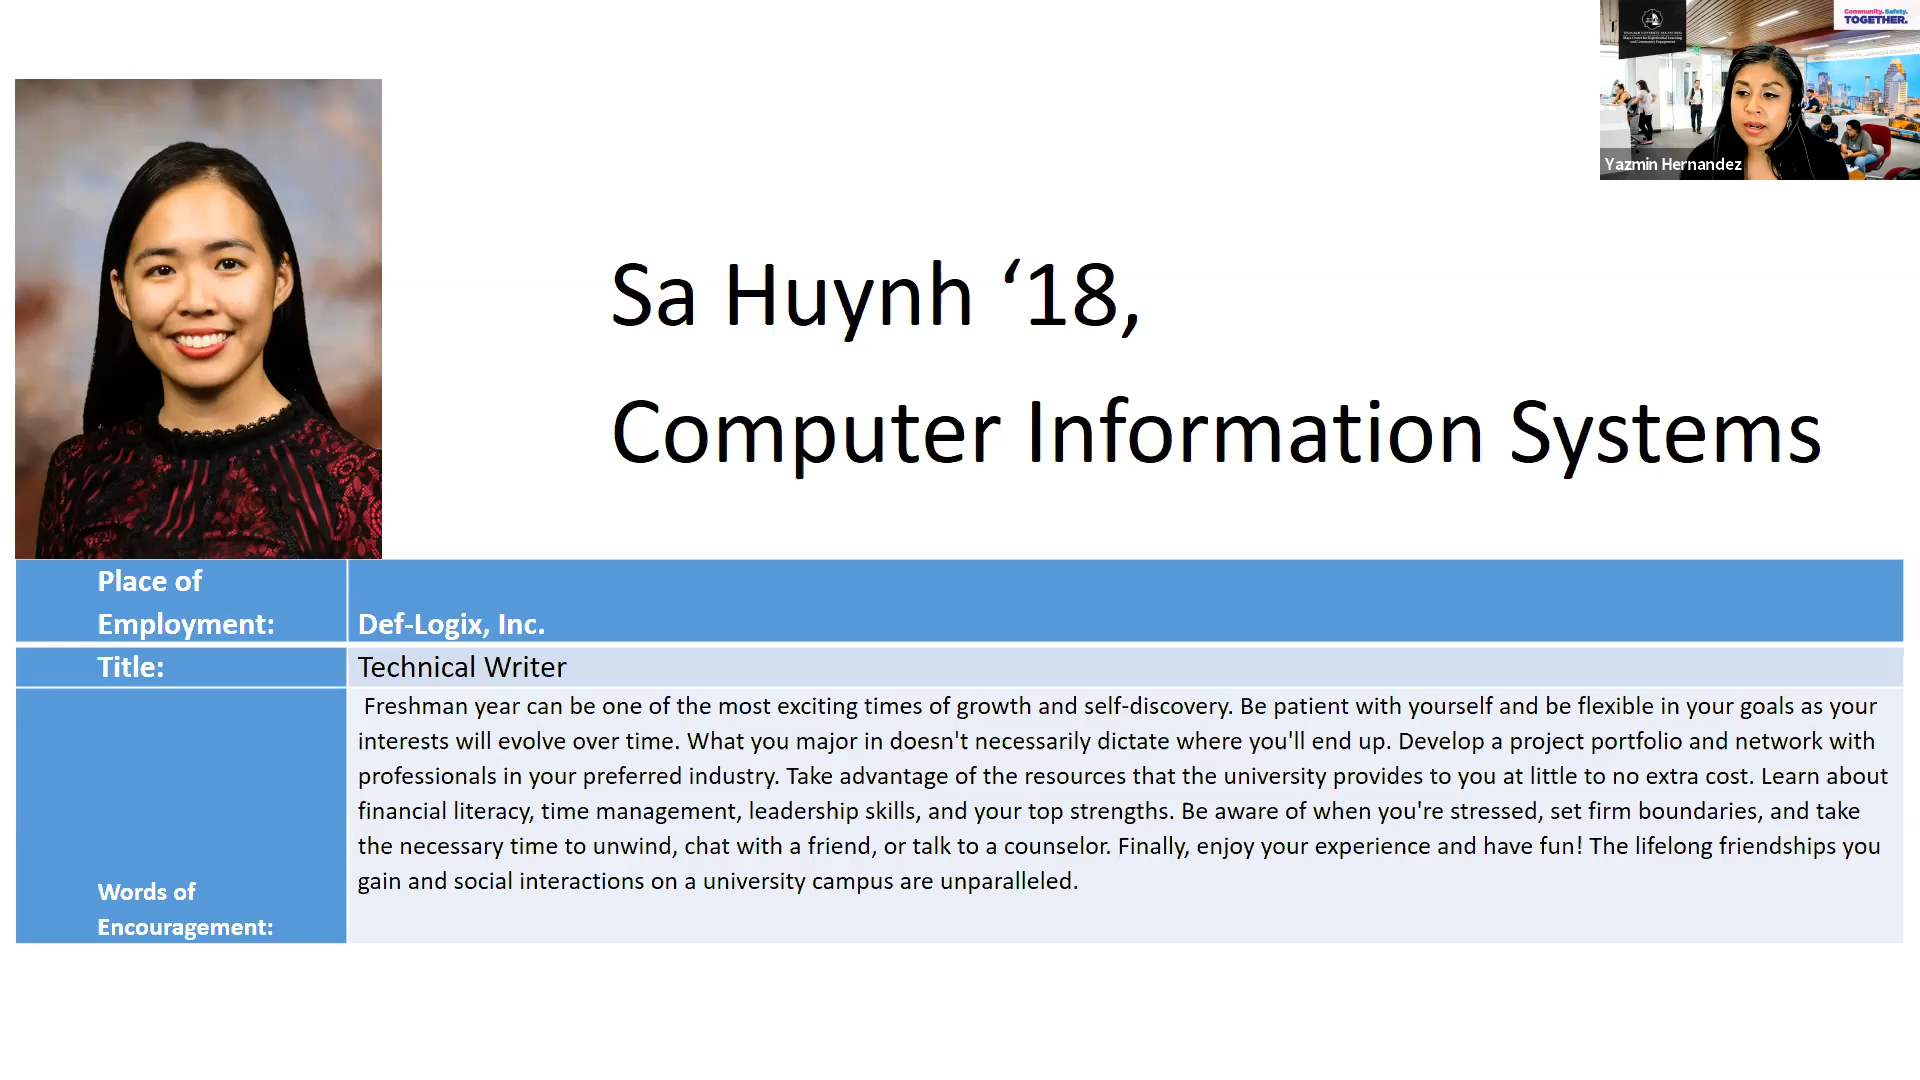 Community. Safety.
TOGETHER.
Yazmin Hernandez
Sa Huynh ‘18,
Computer Information Systems
Place of
Employment:
Def-Logix, Inc.
Title:
Technical Writer
Words of
Encouragement:
Freshman year can be one of the most exciting times of growth and self-discovery. Be patient with yourself and be flexible in your goals as your
interests will evolve over time. What you major in doesn't necessarily dictate where you'll end up. Develop a project portfolio and network with
professionals in your preferred industry. Take advantage of the resources that the university provides to you at little to no extra cost. Learn about
financial literacy, time management, leadership skills, and your top strengths. Be aware of when you're stressed, set firm boundaries, and take
the necessary time to unwind, chat with a friend, or talk to a counselor. Finally, enjoy your experience and have fun! The lifelong friendships you
gain and social interactions on a university campus are unparalleled.